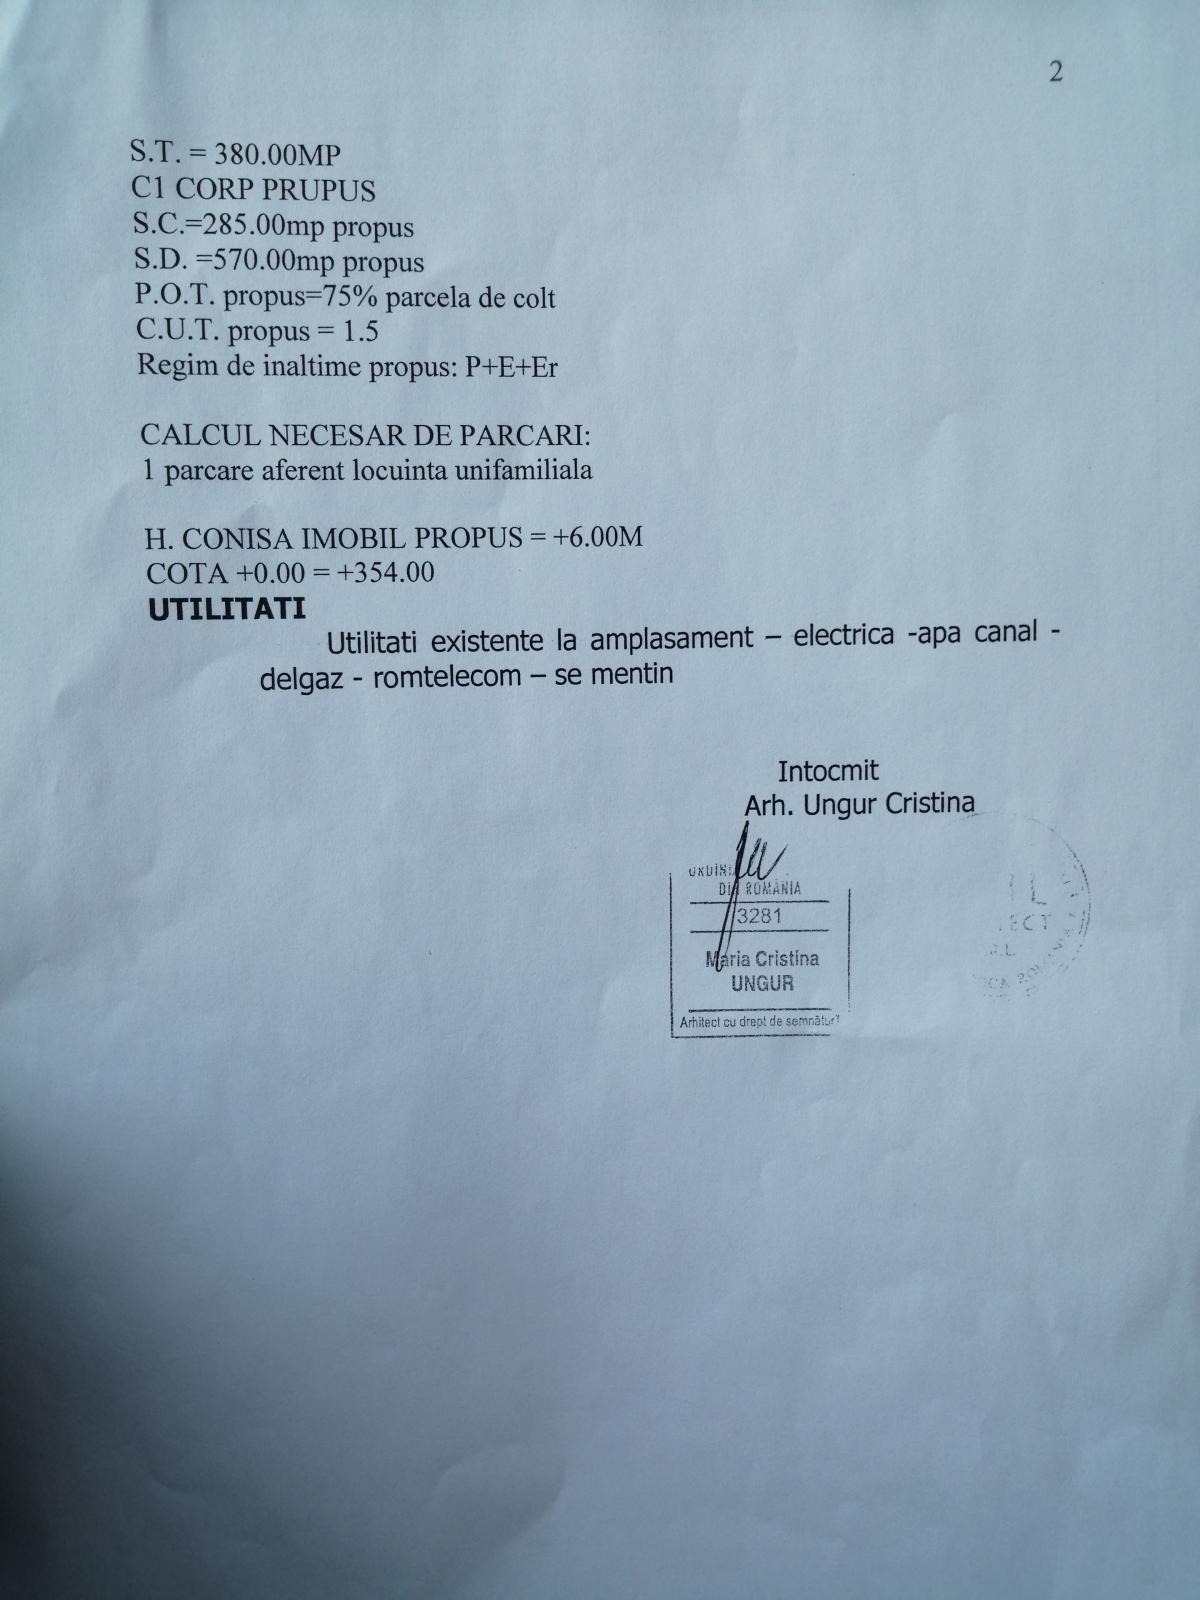 2
S.T. = 380.00MP
C1 CORP PRUPUS
S.C.=285.00mp propus
S.D. =570.00mp propus
P.O.T. propus=75% parcela de colt
C.U.T. propus = 1.5
Regim de inaltime propus: P+E+Er
CALCUL NECESAR DE PARCARI:
1 parcare aferent locuinta unifamiliala
H. CONISA IMOBIL PROPUS = +6.00M
COTA +0.00 = +354.00
UTILITATI
Utilitati existente la amplasament – electrica -apa canal -
delgaz - romtelecom – se mentin
Intocmit
Arh. Ungur Cristina
DIN ROMÂNIA
3281
Maria Cristina
UNGUR
Arhitect cu drept de semnătur